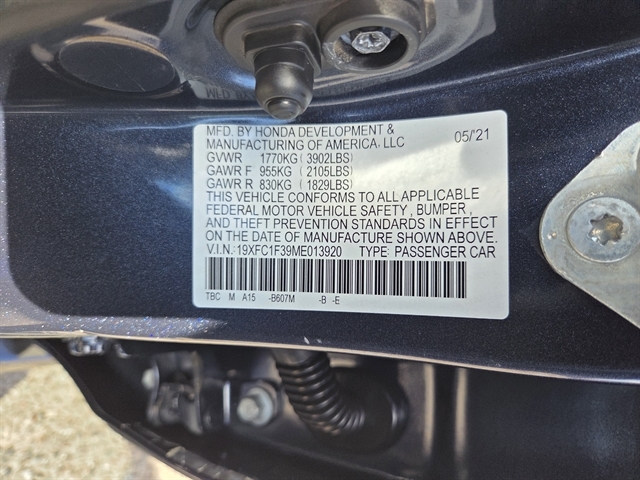 MFD. BY HONDA DEVELOPMENT & 05/'21
MANUFACTURING OF AMERICA, LLC
GVWR 1770KG (3902LBS)
GAWR F 955KG (2105LBS)
GAWR R 830KG (1829LBS)
THIS VEHICLE CONFORMS TO ALL APPLICABLE
FEDERAL MOTOR VEHICLE SAFETY , BUMPER ,
AND THEFT PREVENTION STANDARDS IN EFFECT
ON THE DATE OF MANUFACTURE SHOWN ABOVE.
V.I.N: 19XFC1F39ME013920 TYPE: PASSENGER CAR
TBC M A15 -B607M -B -E